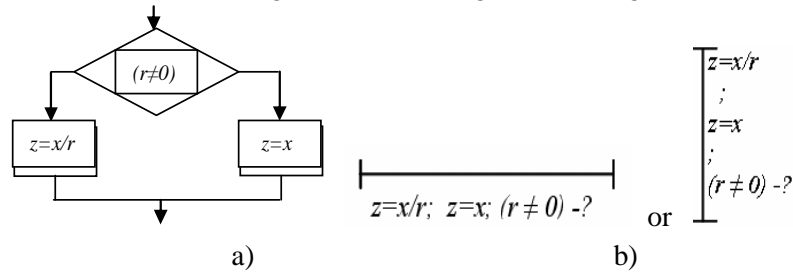 (r≠0)
z=x/r
z=x
z=x/r; z=x; (r ≠ 0) -?
or
z=x/r
;
z=x
;
(r ≠ 0) -?
a)
b)